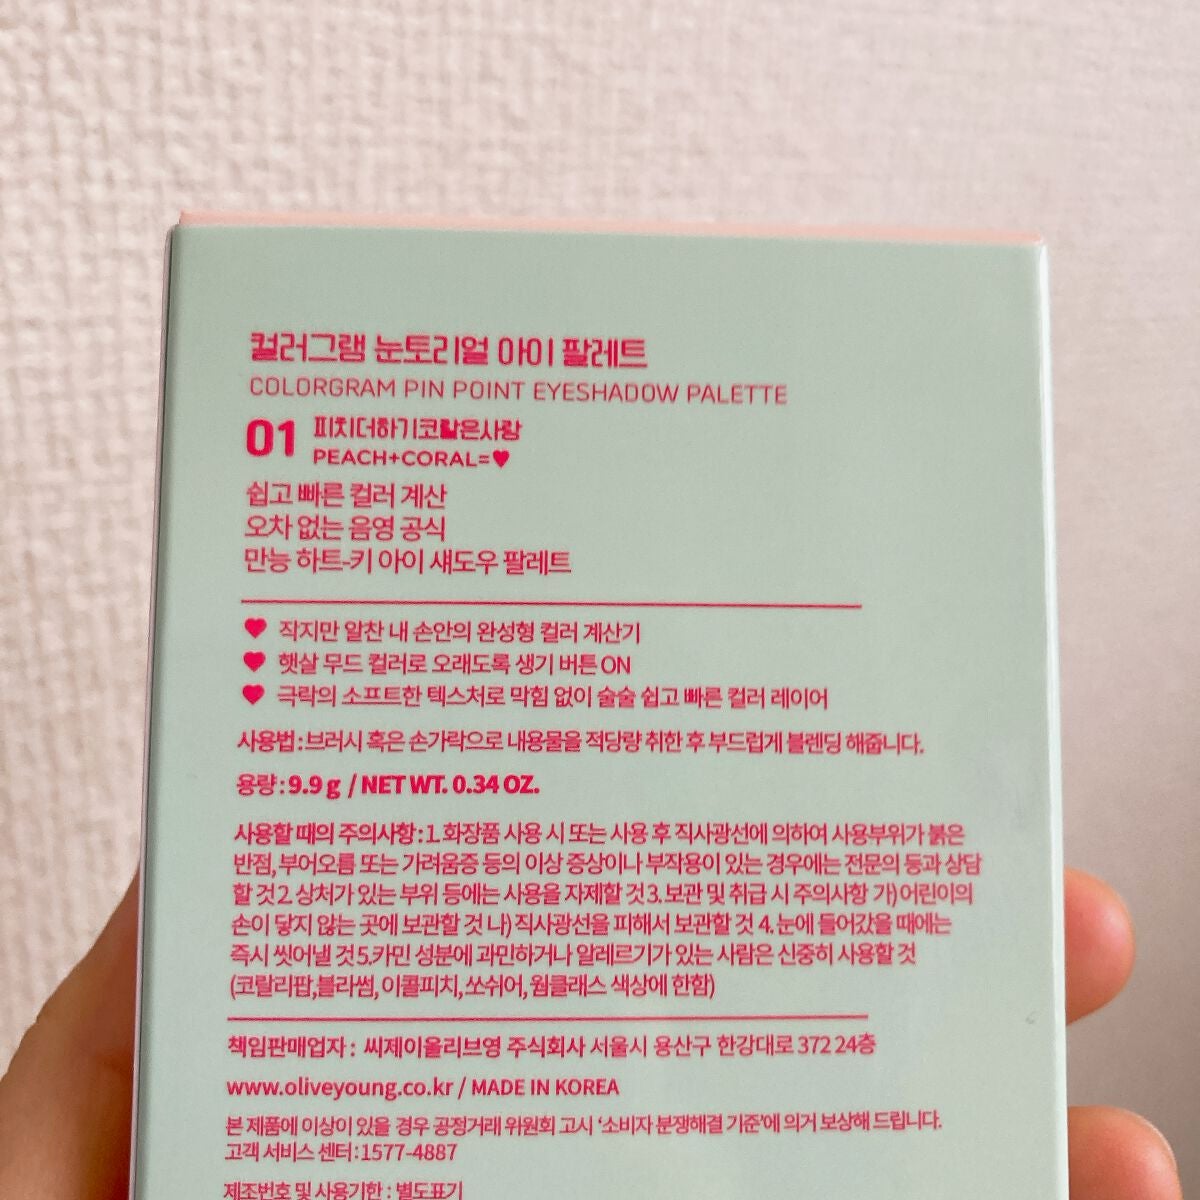 컬러그램 눈토리얼 아이 팔레트
COLORGRAM PIN POINT EYESHADOW PALETTE
01 피치더하기코랄은사랑
PEACH+CORAL=♥
쉽고 빠른 컬러 계산
오차 없는 음영 공식
만능 하트-키 아이 섀도우 팔레트
♥ 작지만 알찬 내 손안의 완성형 컬러 계산기
♥ 햇살 무드 컬러로 오래도록 생기 버튼 ON
♥ 극락의 소프트한 텍스처로 막힘 없이 술술 쉽고 빠른 컬러 레이어
사용법:브러시 혹은 손가락으로 내용물을 적당량 취한 후 부드럽게 블렌딩 해줍니다.
용량:9.9 g / NET WT. 0.34 OZ.
사용할 때의 주의사항:1. 화장품 사용 시 또는 사용 후 직사광선에 의하여 사용부위가 붉은
반점,부어오름 또는 가려움증 등의 이상 증상이나 부작용이 있는 경우에는 전문의 등과 상담
할 것 2. 상처가 있는 부위 등에는 사용을 자제할 것 3. 보관 및 취급 시 주의사항 가) 어린이의
손이 닿지 않는 곳에 보관할 것 나) 직사광선을 피해서 보관할 것 4. 눈에 들어갔을 때에는
즉시 씻어낼 것 5.카민 성분에 과민하거나 알레르기가 있는 사람은 신중히 사용할 것
(코랄리팝,블라썸, 이콜피치, 쏘쉬어, 웜클래스 색상에 한함)
책임판매업자 : 씨제이올리브영 주식회사 서울시 용산구 한강대로 372 24층
www.oliveyoung.co.kr / MADE IN KOREA
본 제품에 이상이 있을 경우 공정거래 위원회 고시 '소비자 분쟁해결 기준'에 의거 보상해 드립니다.
고객 서비스 센터:1577-4887
제조번호 및 사용기한 : 별도표기